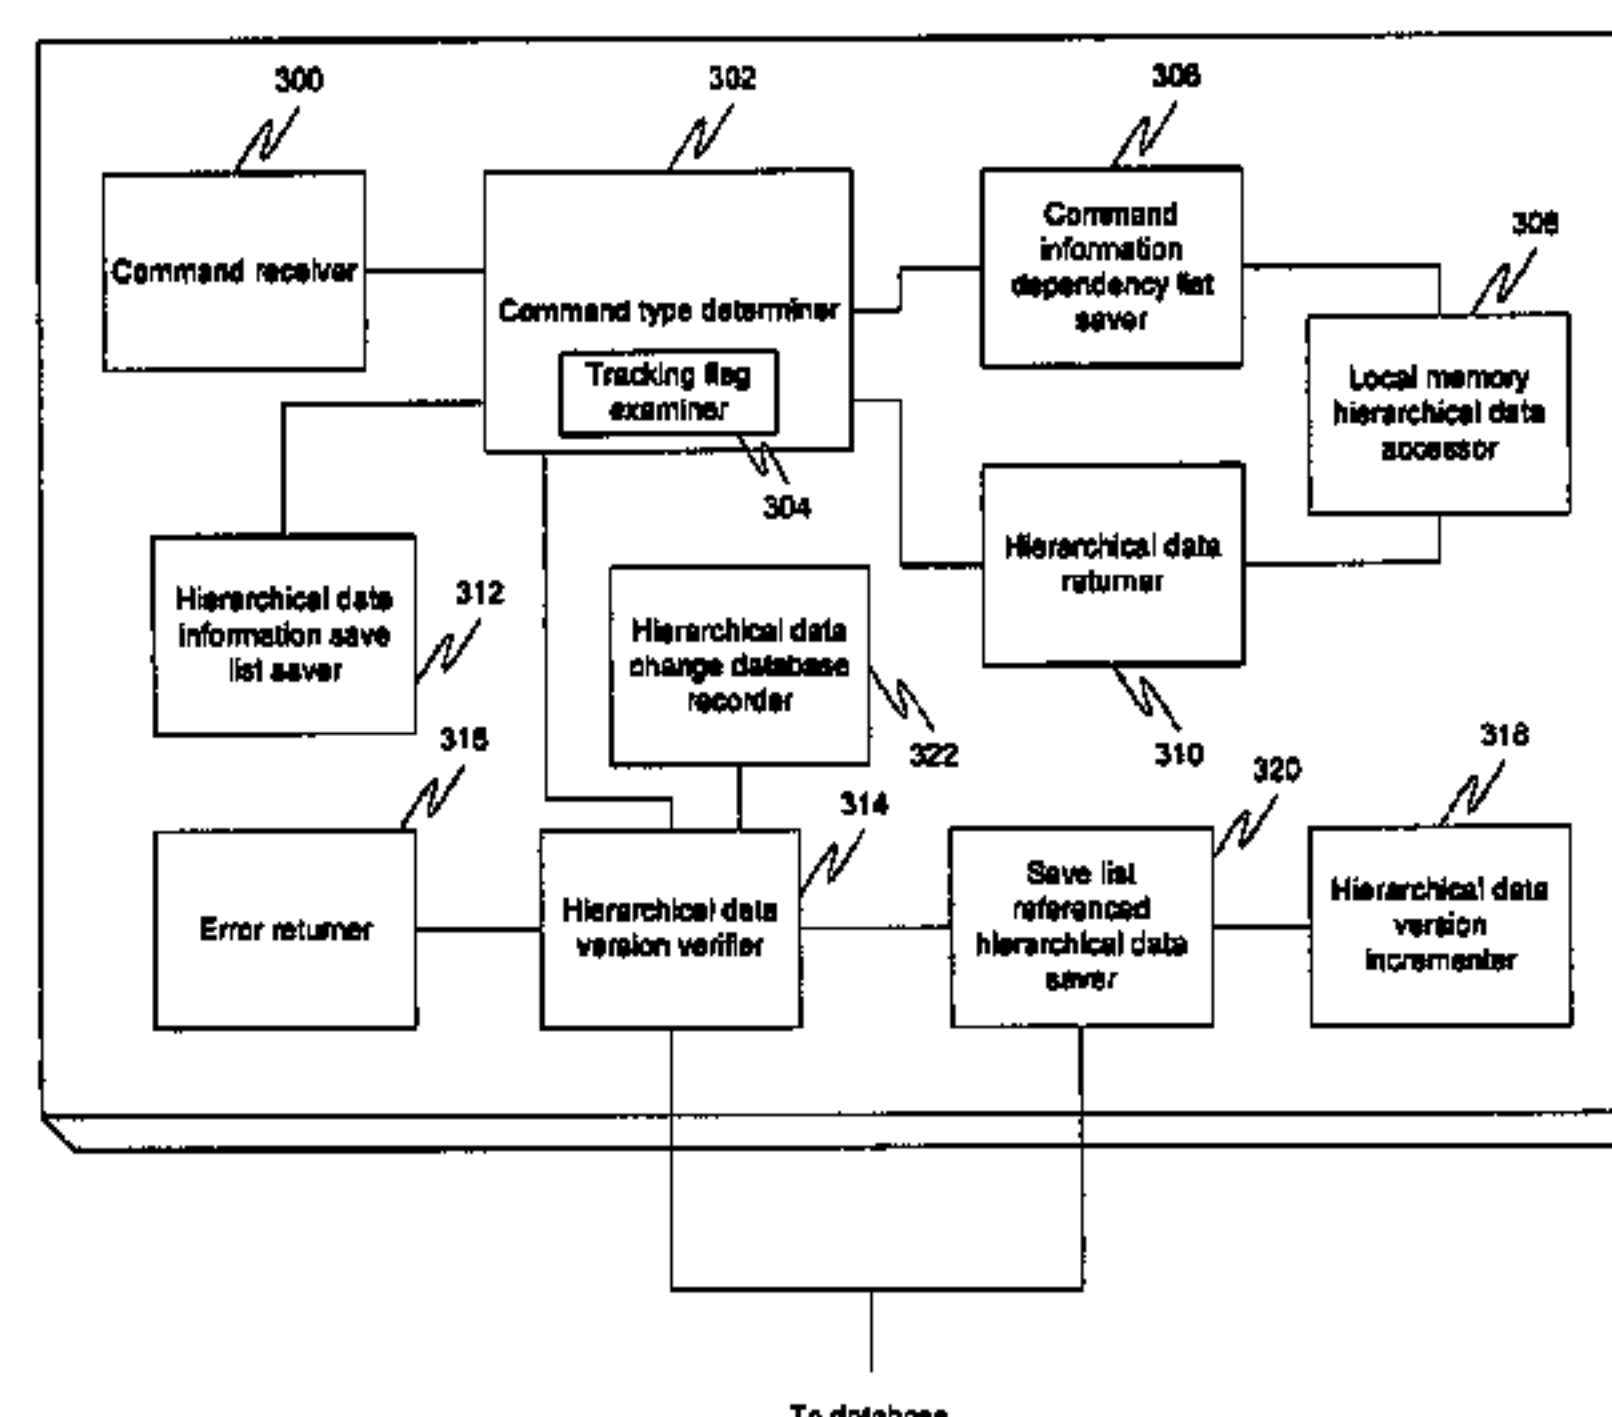 300
302
306
Command receiver
Command type determiner
Tracking flag
examiner
304
Command
information
dependency list
saver
308
Local memory
hierarchical data
accessor
Hierarchical data
returner
310
Hierarchical data
information save
list saver
312
Hierarchical data
change database
recorder
322
316
Error returner
314
Hierarchical data
version verifier
320
Save list
referenced
hierarchical data
saver
318
Hierarchical data
version
incrementer
To database